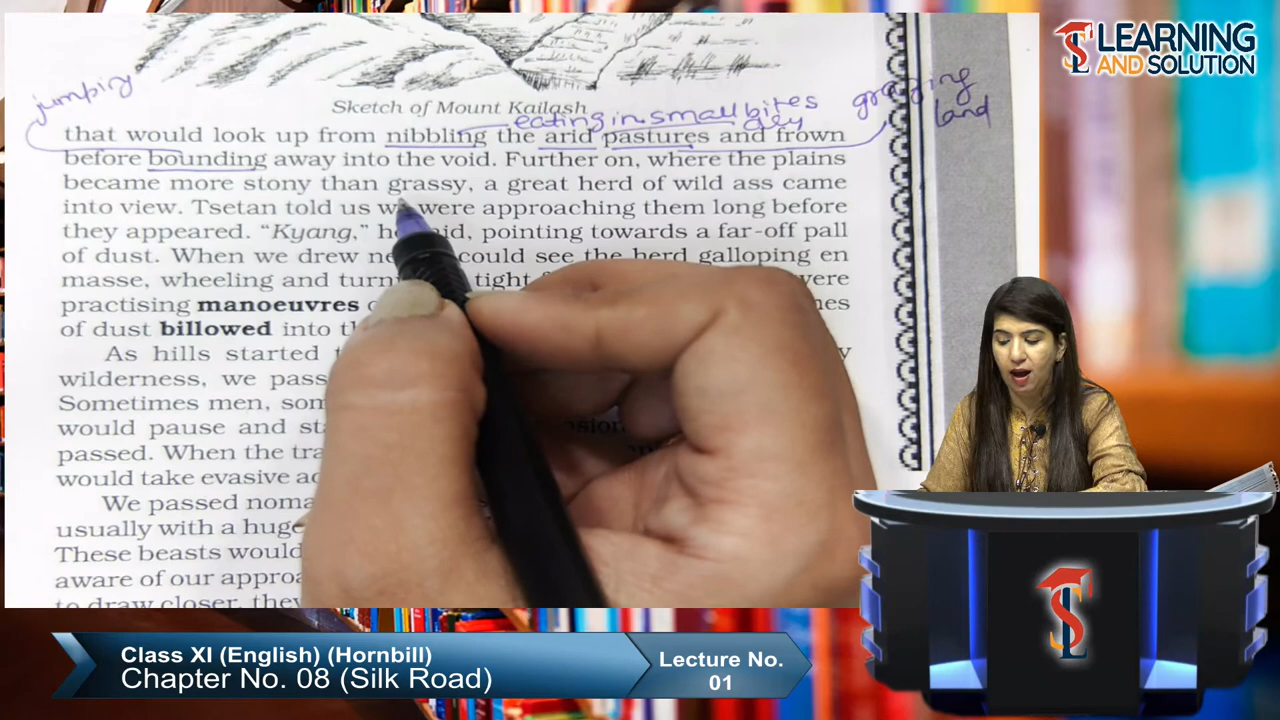 LEARNING
AND SOLUTION
jumping
Sketch of Mount Kailash
eating in small bites
grazing
land
dry
that would look up from nibbling the arid pastures and frown
before bounding away into the void. Further on, where the plains
became more stony than grassy, a great herd of wild ass came
into view. Tsetan told us we were approaching them long before
they appeared. "Kyang," he said, pointing towards a far-off pall
of dust. When we drew could see the herd galloping en
masse, wheeling and tight
practising manoeuvres
of dust billowed into
As hills started
wilderness, we pass
Sometimes men, som
would pause and
passed. When the tra
would take evasive
We passed noma
usually with a huge
These beasts would
aware of our approa
to draw closer, they
Class XI (English) (Hornbill)
Chapter No. 08 (Silk Road)
Lecture No.
01